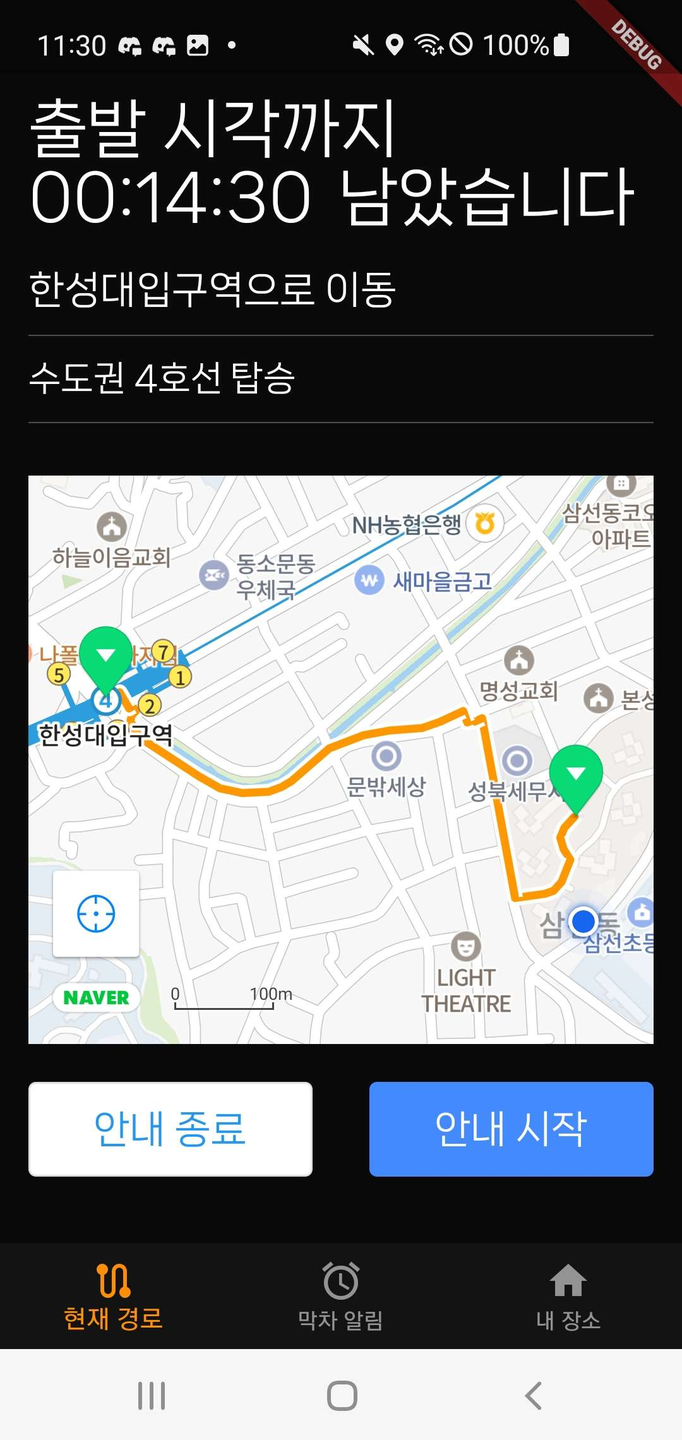 11:30
100%
DEBUG
출발 시각까지
00:14:30 남았습니다
한성대입구역으로 이동
수도권 4호선 탑승
NH농협은행
삼선동코오
아파트
하늘이음교회
동소문동
우체국
새마을금고
나폴
7
5
1
4
2
한성대입구역
명성교회
본성
문밖세상
성북세무서
삼
동
삼선초등
LIGHT
THEATRE
NAVER
0
100m
안내 종료
안내 시작
현재 경로
막차 알림
내 장소